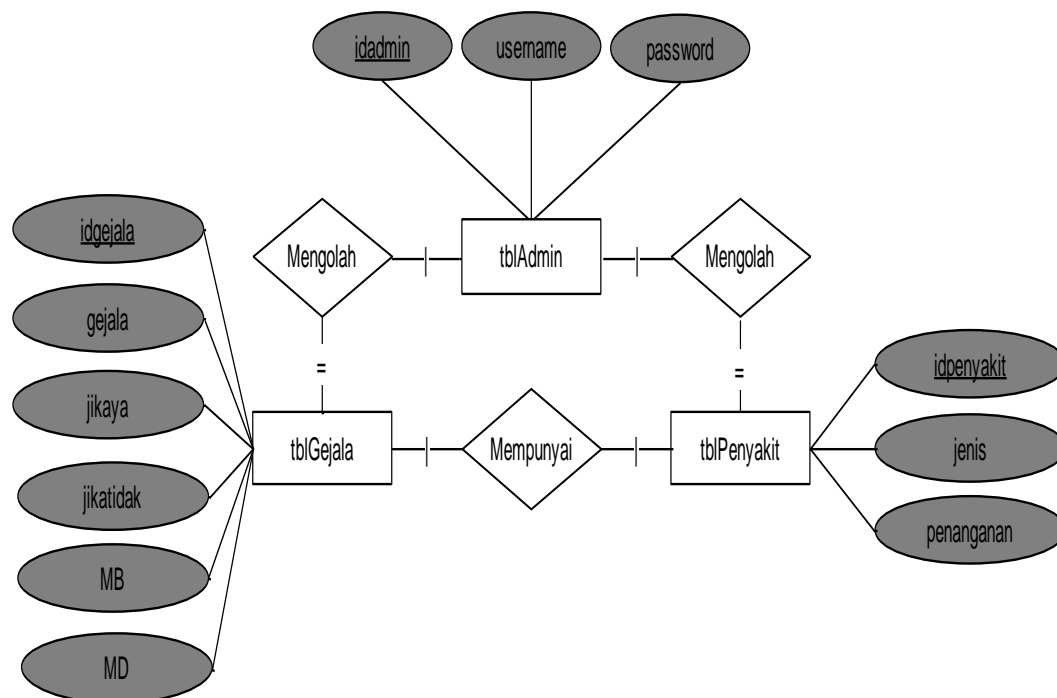 idadmin
username
password
idgejala
Mengolah
tblAdmin
Mengolah
gejala
=
=
idpenyakit
jikaya
tblGejala
Mempunyai
tblPenyakit
jenis
jikatidak
penanganan
MB
MD